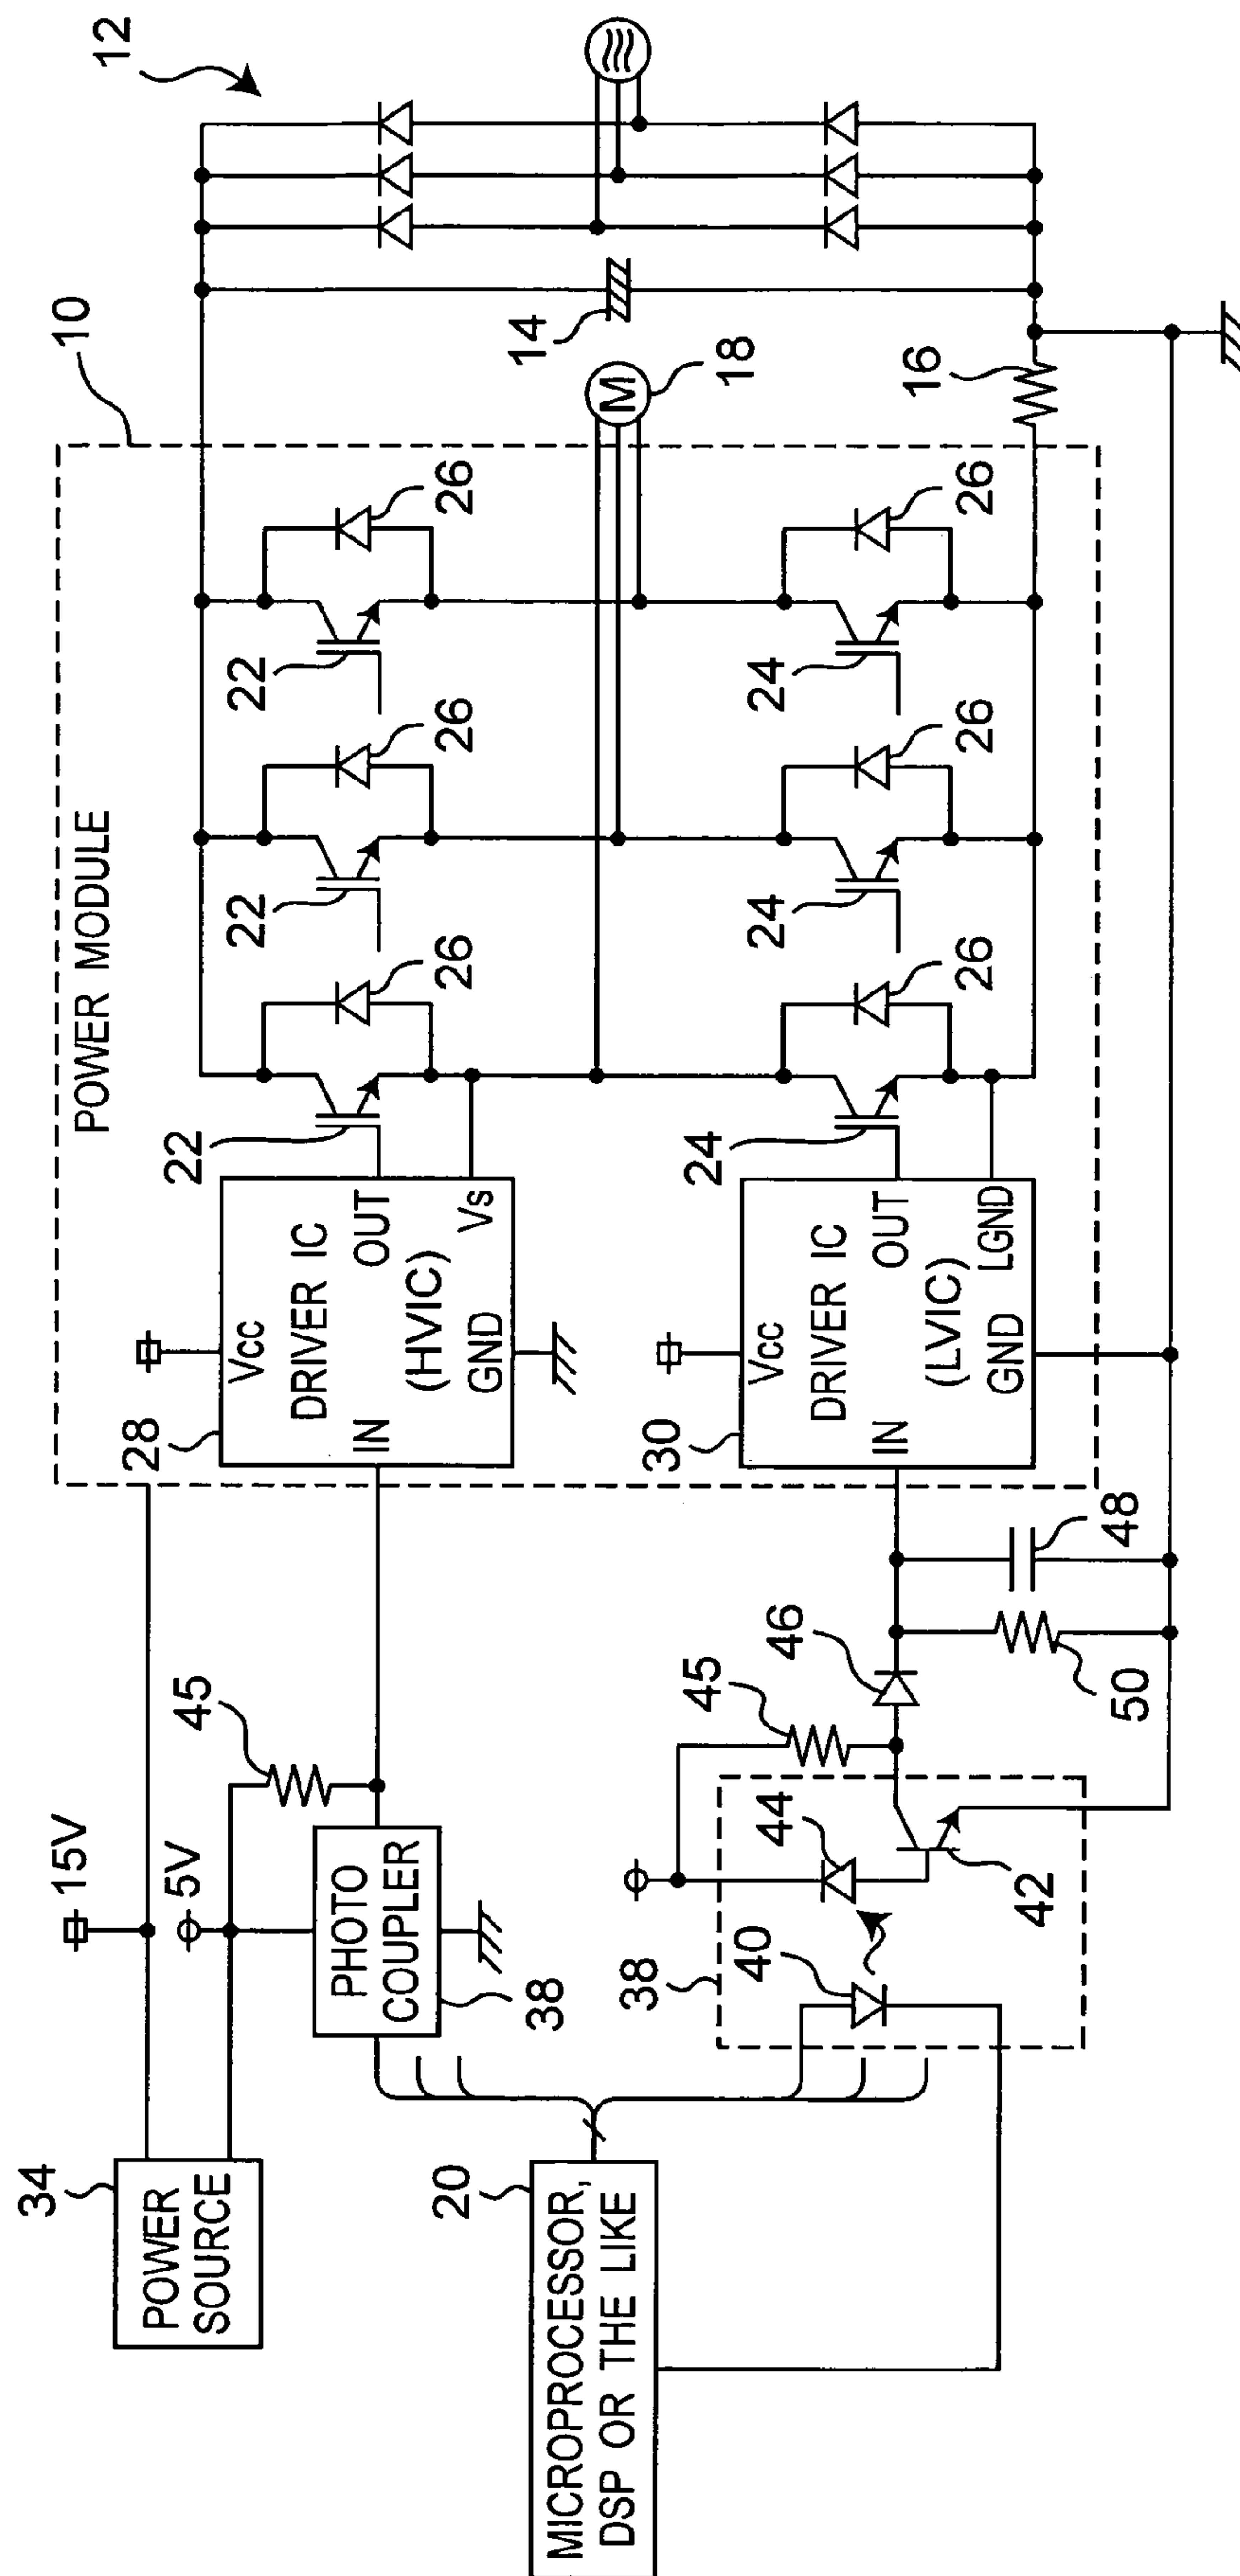 12
10
14
M
18
16
POWER MODULE
22
26
22
26
22
26
24
26
24
26
24
26
28
Vcc
DRIVER IC
(HVIC)
IN
OUT
Vs
GND
30
Vcc
DRIVER IC
(LVIC)
IN
OUT
LGND
GND
34
POWER
SOURCE
15V
5V
45
PHOTO
COUPLER
38
20
MICROPROCESSOR,
DSP OR THE LIKE
38
40
44
42
45
46
48
50